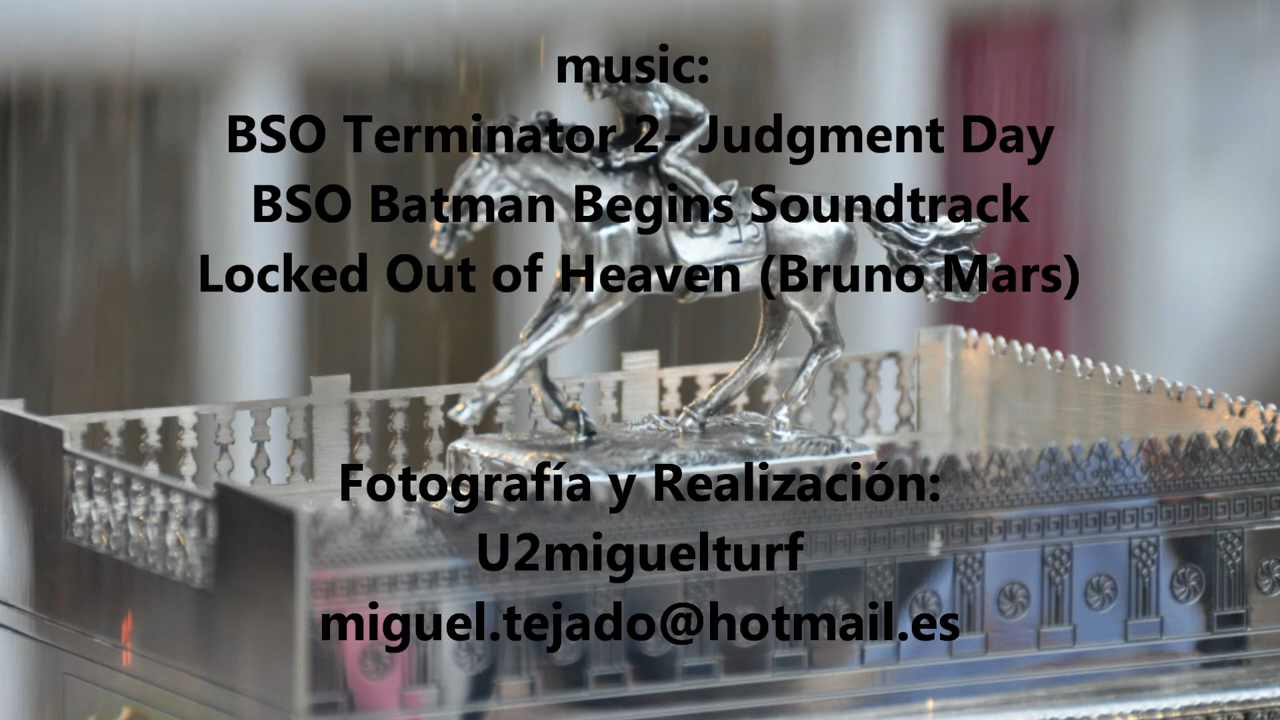 music:
BSO Terminator 2- Judgment Day
BSO Batman Begins Soundtrack
Locked Out of Heaven (Bruno Mars)
Fotografía y Realización:
U2miguelturf
miguel.tejado@hotmail.es